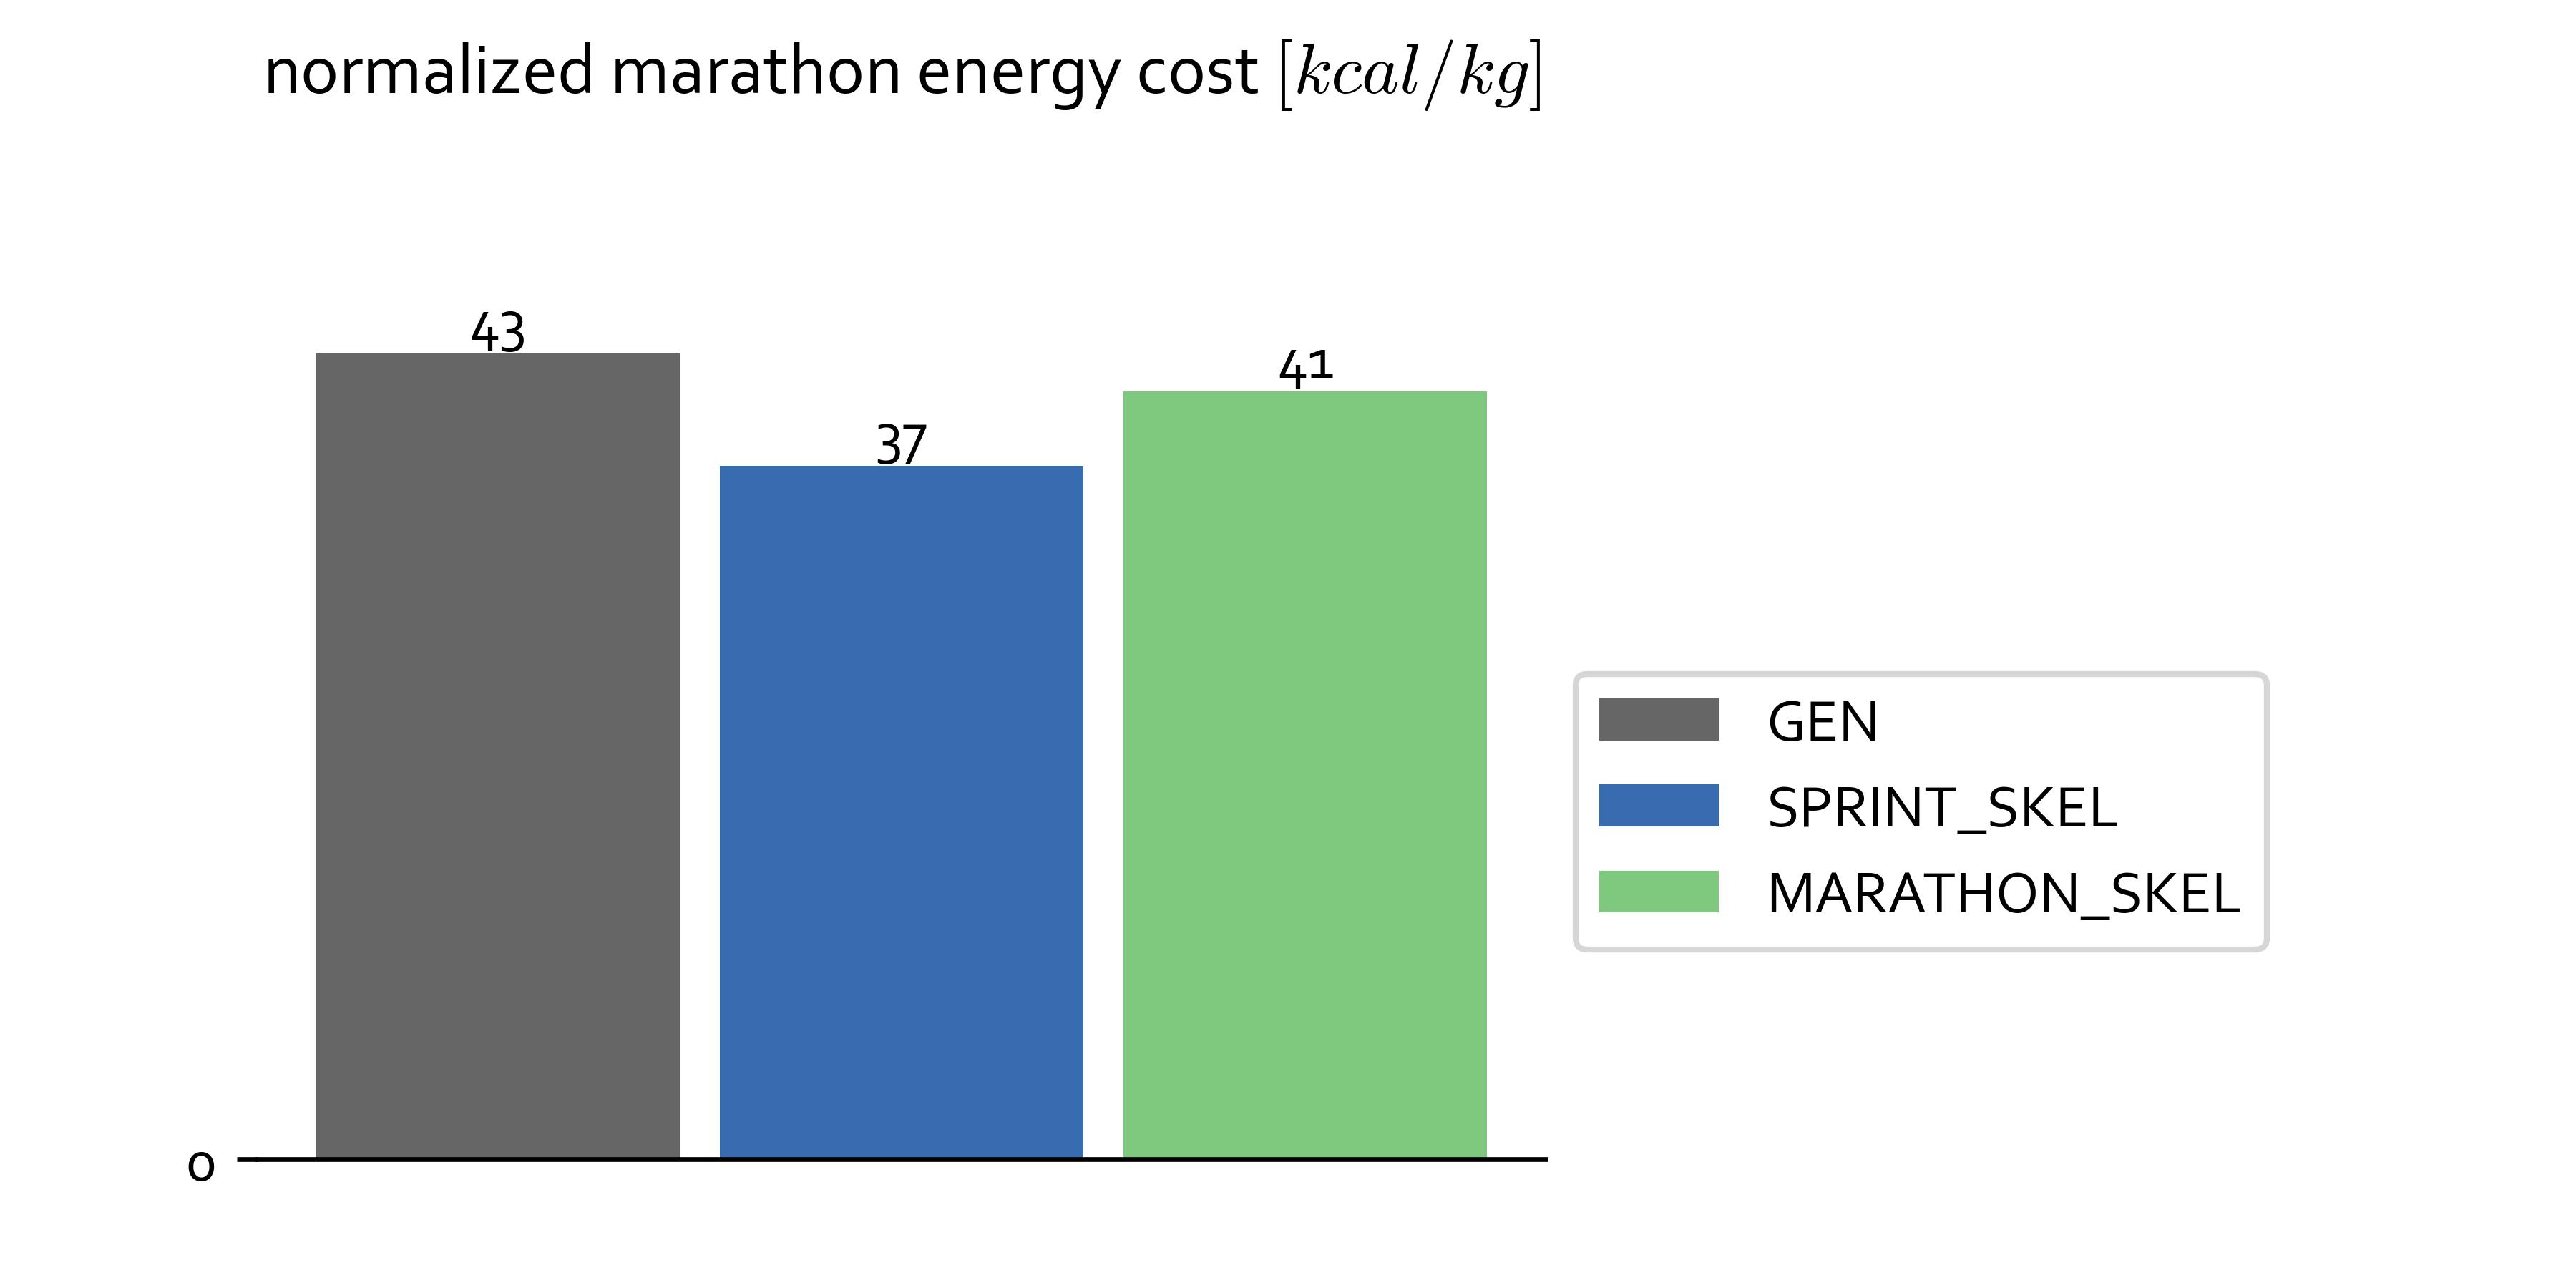 normalized marathon energy cost [kcal/kg]
43
37
41
0
GEN
SPRINT_SKEL
MARATHON_SKEL